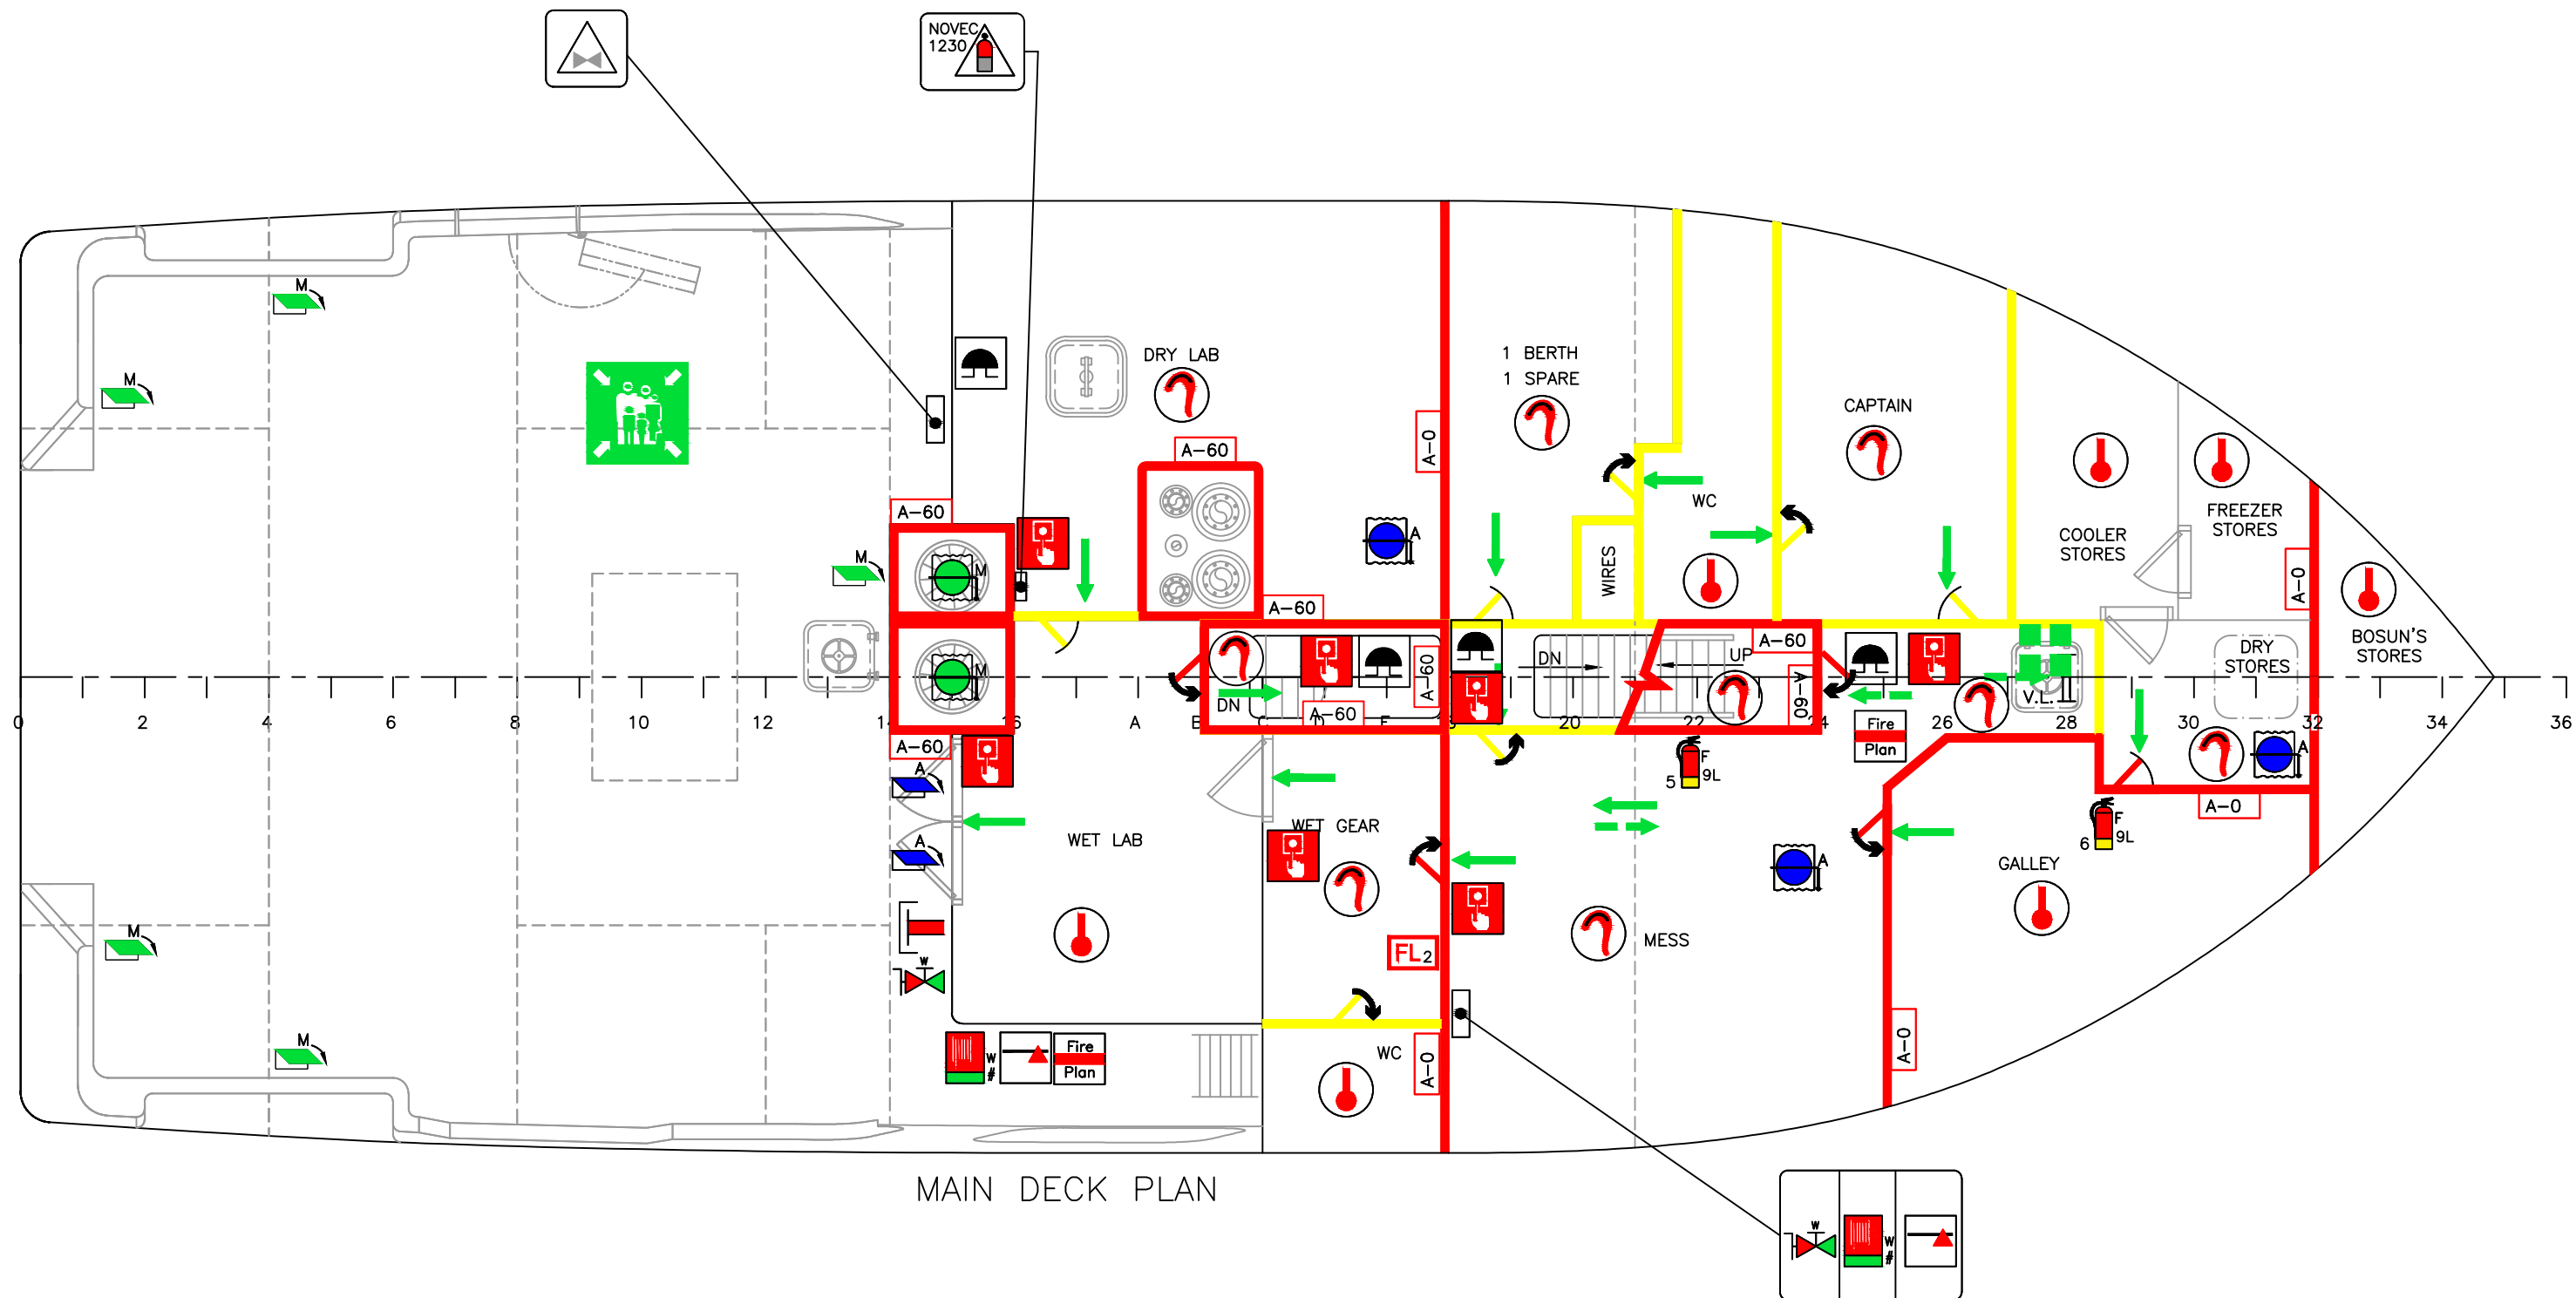 NOVEC
1230
M
M
DRY LAB
1 BERTH
1 SPARE
CAPTAIN
A-0
A-60
WC
FREEZER
STORES
A-60
COOLER
STORES
A
M
M
WIRES
A-0
A-60
BOSUN'S
STORES
A-60
UP
DN
DRY
STORES
A-60
M
A-60
V.L.
DN
A-60
0
2
4
6
8
10
12
14
16
A
B
C
D
E
20
22
24
26
28
30
32
34
36
Fire
Plan
A-60
F
9L
5
A
A
A-0
F
9L
6
WET LAB
WET GEAR
A
A
GALLEY
M
MESS
FL2
W
M
W
#
Fire
Plan
WC
A-0
A-0
MAIN DECK PLAN
W
W
#